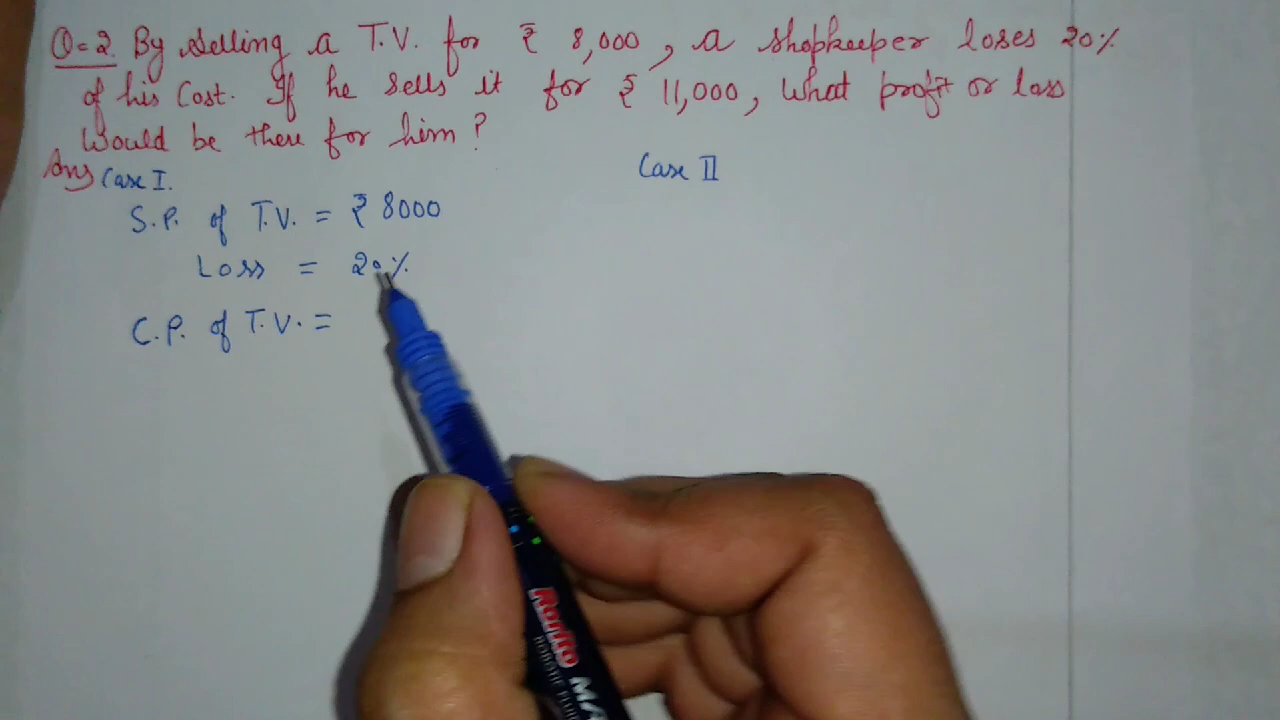 Q=2 By selling a T.V. for ₹ 8,000, a shopkeeper loses 20%
of his Cost. If he sells it for ₹ 11,000, What profit or loss
Would be there for him?
Ans Case I.
Case II
S.P. of T.V. = ₹ 8000
Loss = 20%
C.P. of T.V. =
Rorito